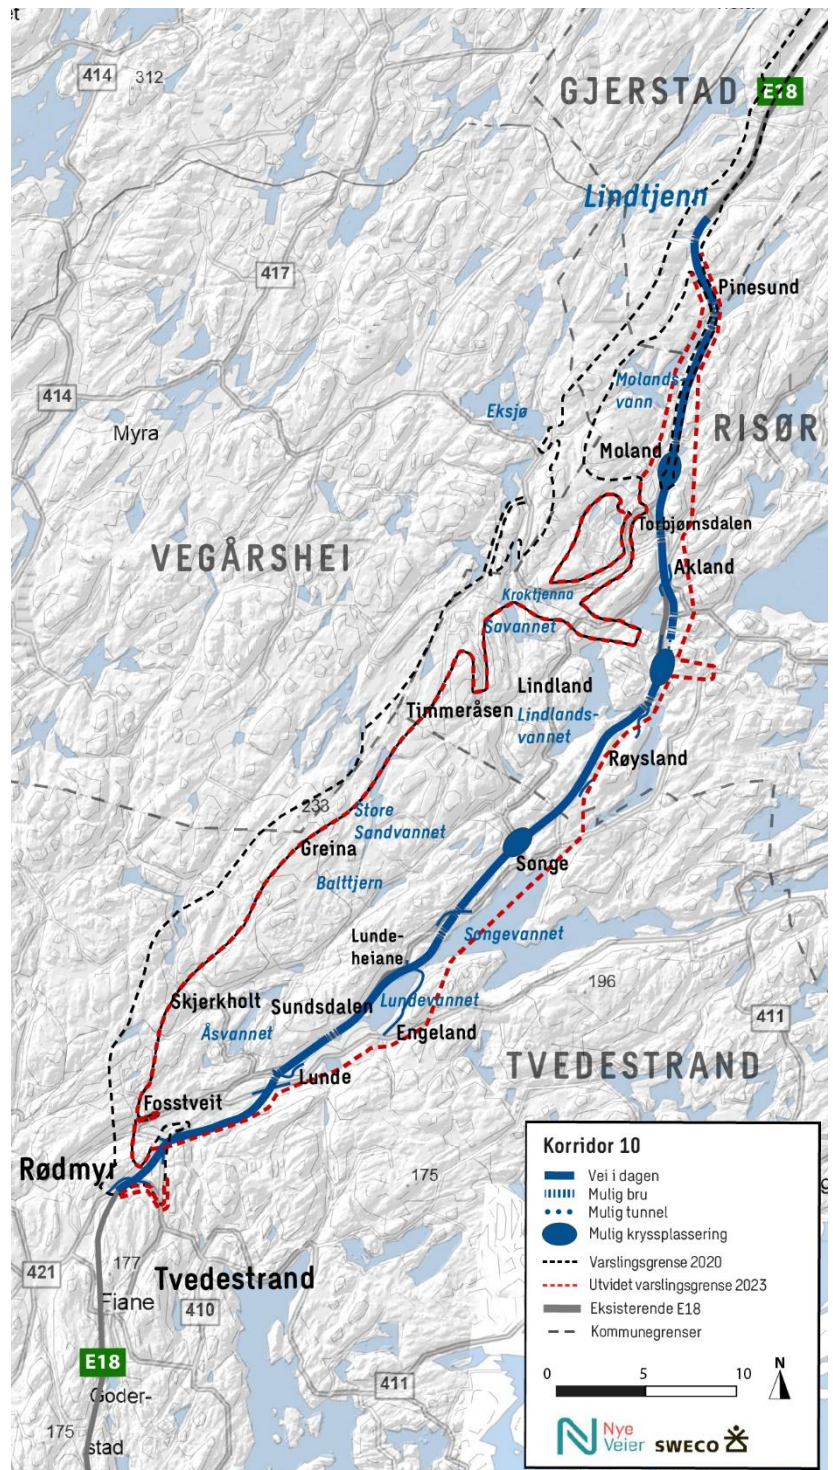 414
312
GJERSTAD
E18
Lindtjenn
417
Pinesund
414
Molands-
vann
Eksjø
RISØR
Myra
Moland
Torbjørnsdalen
VEGÅRSHEI
Akland
Kroktjenna
Savannet
Lindland
Timmeråsen
Lindlands-
vannet
Røysland
233
Store
Sandvannet
Greina
Songe
Balttjern
Lunde-
heiane
Songevannet
196
Skjerkholt
Sundsdalen
Lundevannet
411
Åsvannet
Engeland
TVEDESTRAND
Lunde
Fosstveit
Rødmyr
175
421
177
Tvedestrand
Fiane
410
E18
411
Goder-
stad
175
Korridor 10
Vei i dagen
Mulig bru
Mulig tunnel
Mulig kryssplassering
Varslingsgrense 2020
Utvidet varslingsgrense 2023
Eksisterende E18
Kommunegrenser
0 5 10 N
Nye
Veier SWECO